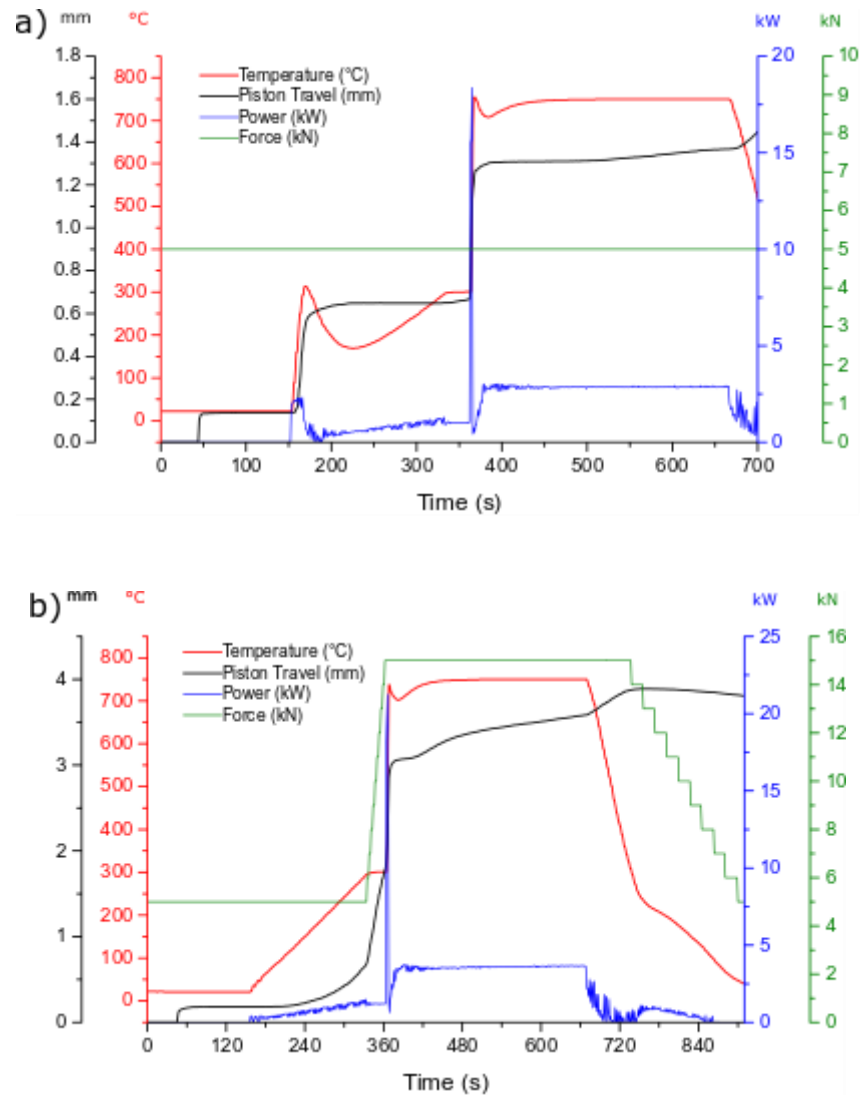 a)
mm °C kW kN
1.8 20 10
800 9
1.6 Temperature (°C)
700 Piston Travel (mm) 8
1.4 Power (kW) 15
600 Force (kN) 7
1.2
500 6
1.0
400 10 5
0.8
300 4
0.6
200 5 3
0.4
100 2
0.2
0 1
0.0 0 0
0 100 200 300 400 500 600 700
Time (s)
b) mm °C kW kN
25 16
800 Temperature (°C)
4 Piston Travel (mm) 14
700 Power (kW) 20
600 Force (kN) 12
3
500 15 10
400 8
2
300 10
200 6
1 4
100 5
0 2
0 0 0
0 120 240 360 480 600 720 840
Time (s)